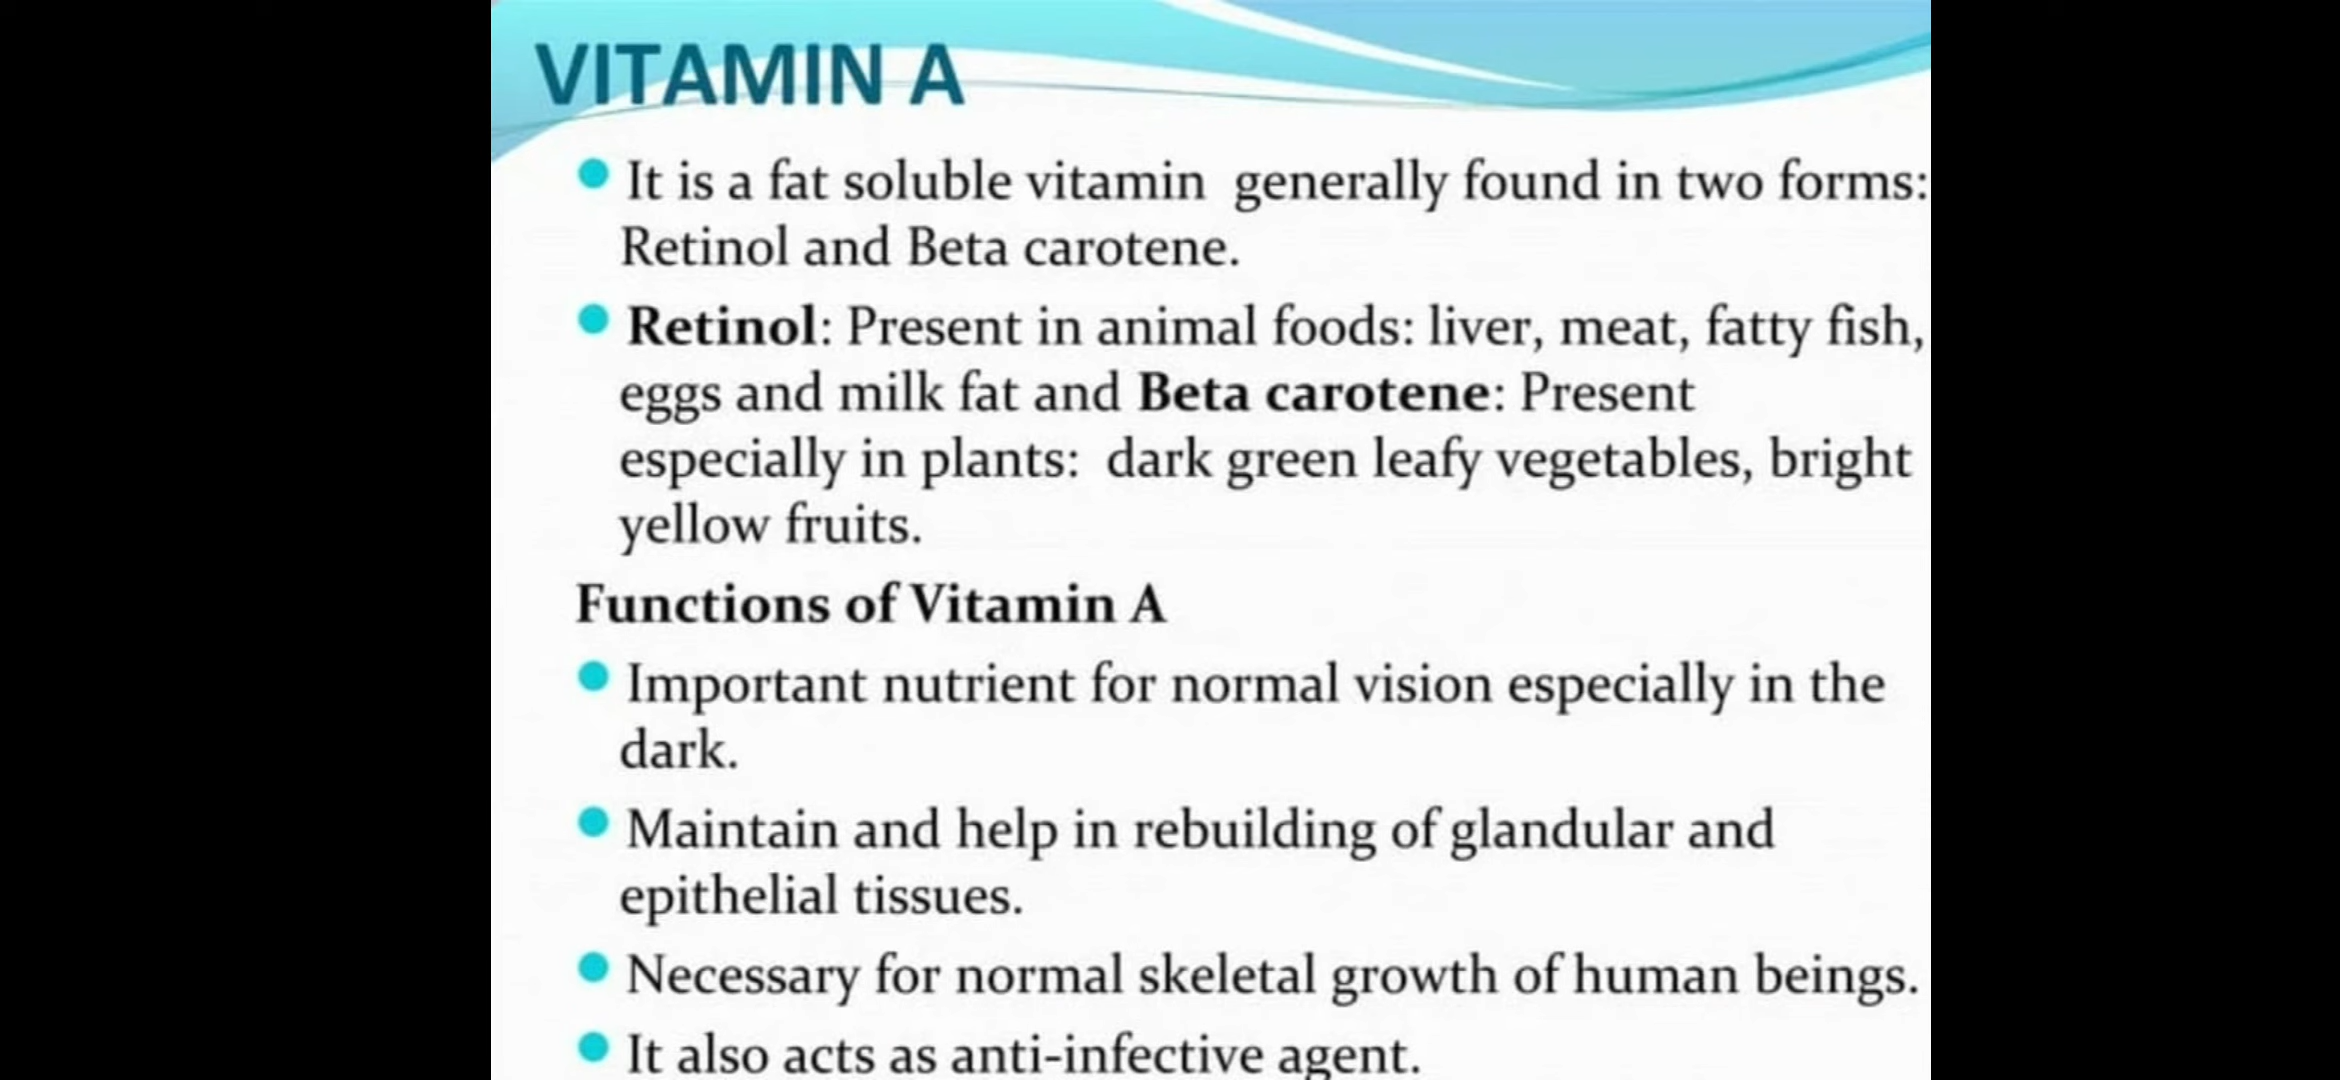 VITAMIN A
It is a fat soluble vitamin generally found in two forms:
Retinol and Beta carotene.
Retinol: Present in animal foods: liver, meat, fatty fish,
eggs and milk fat and Beta carotene: Present
especially in plants: dark green leafy vegetables, bright
yellow fruits.
Functions of Vitamin A
Important nutrient for normal vision especially in the
dark.
Maintain and help in rebuilding of glandular and
epithelial tissues.
Necessary for normal skeletal growth of human beings.
It also acts as anti-infective agent.